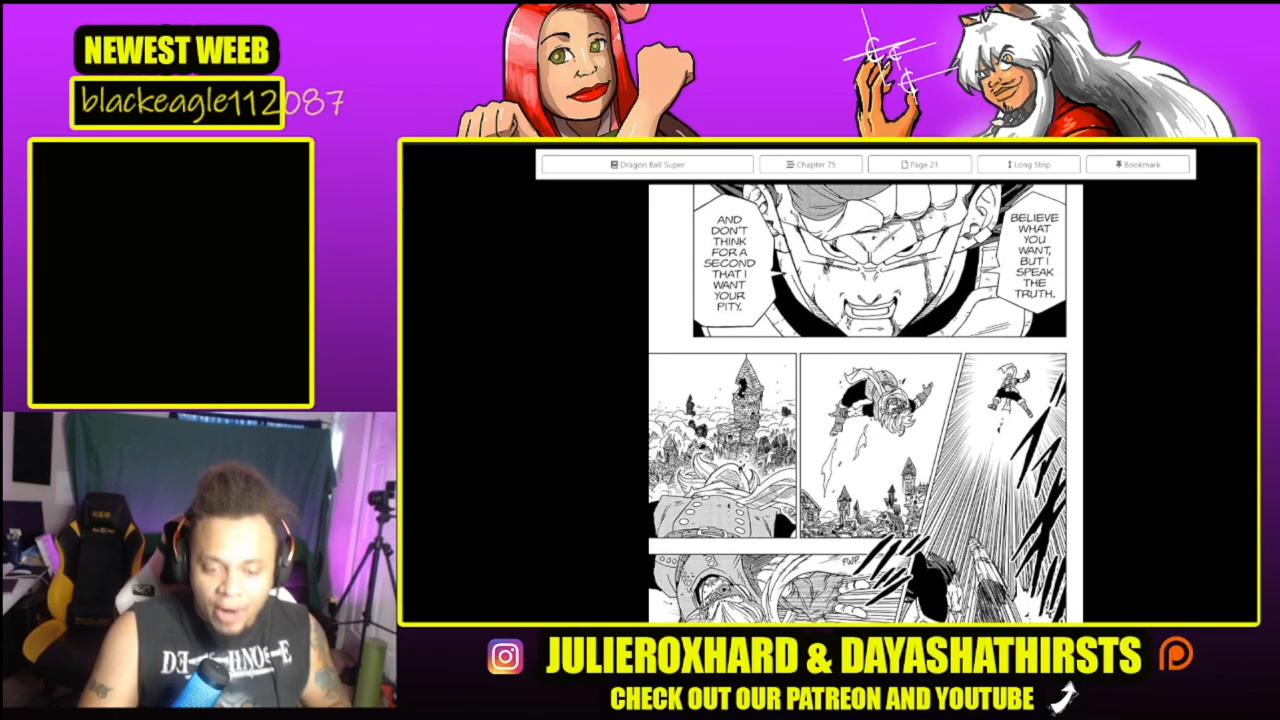 NEWEST WEEB
blackeagle112087
Dragon Ball Super
Chapter 75
Page 21
Long Strip
Bookmark
BELIEVE
WHAT
YOU
WANT,
BUT I
SPEAK
THE
TRUTH.
AND
DON'T
THINK
FOR A
SECOND
THAT I
WANT
YOUR
PITY.
FWP
JULIEROXHARD & DAYASHATHIRSTS
CHECK OUT OUR PATREON AND YOUTUBE